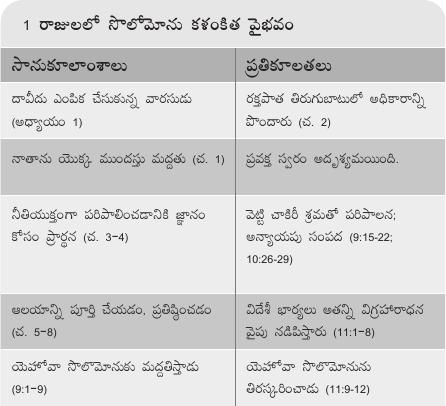 1 రాజులలో సొలోమోను కళంకిత వైభవం
సానుకూలాంశాలు
ప్రతికూలతలు
దావీదు ఎంపిక చేసుకున్న వారసుడు
(అధ్యాయం 1)
రక్తపాత తిరుగుబాటులో అధికారాన్ని
పొందారు (చ. 2)
నాతాను యొక్క ముందస్తు మద్దతు (చ. 1)
ప్రవక్త స్వరం అదృశ్యమయింది.
నీతియుక్తంగా పరిపాలించడానికి జ్ఞానం
కోసం ప్రార్థన (చ. 3–4)
వెట్టి చాకిరీ శ్రమతో పరిపాలన;
అన్యాయపు సంపద (9:15-22;
10:26-29)
ఆలయాన్ని పూర్తి చేయడం, ప్రతిష్ఠించడం
(చ. 5–8)
విదేశీ భార్యలు అతన్ని విగ్రహారాధన
వైపు నడిపిస్తారు (11:1–8)
యెహోవా సొలొమోనుకు మద్దతిస్తాడు
(9:1–9)
యెహోవా సొలొమోనును
తిరస్కరించాడు (11:9-12)